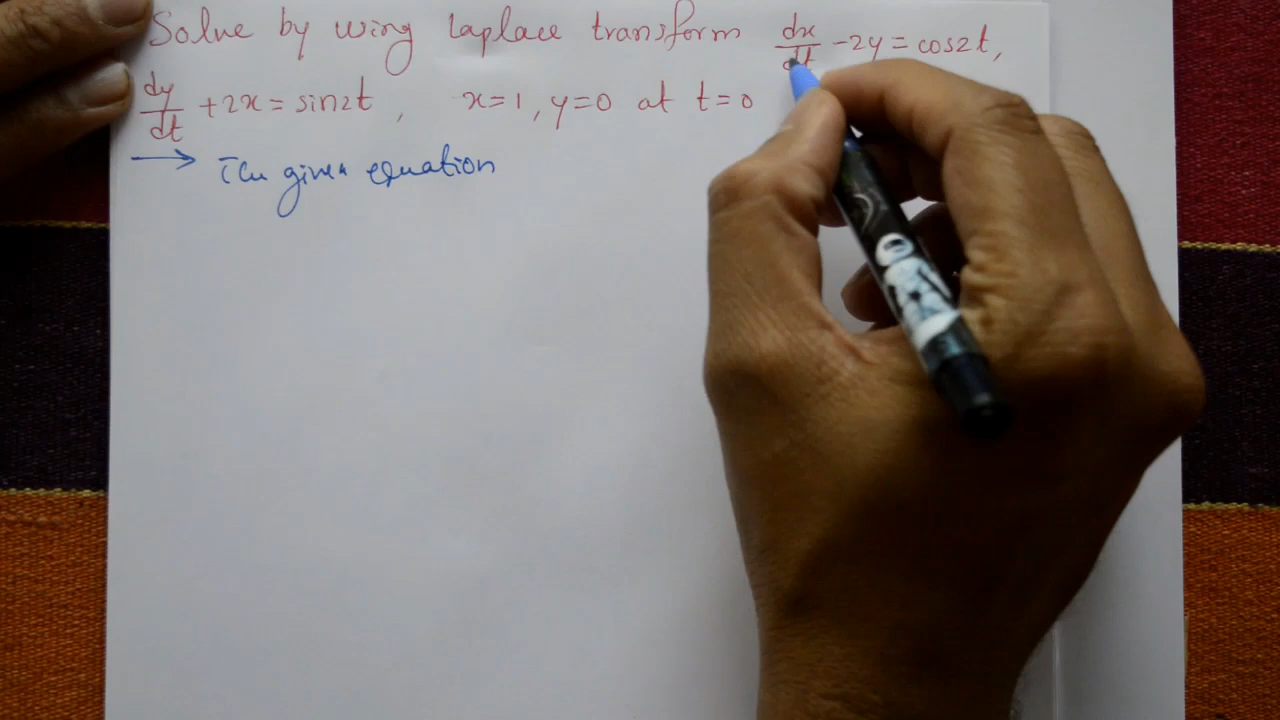 Solve by using laplace transform dx/dt - 2y = cos2t,
dy/dt + 2x = sin2t, x=1, y=0 at t=0
→ The given equation